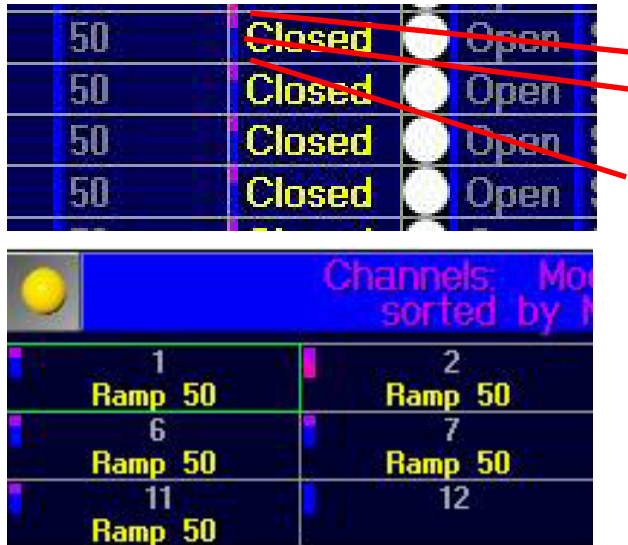 50 Closed Open
50 Closed Open
50 Closed Open
50 Closed Open
Channels: Mo
sorted by
1 2
Ramp 50 Ramp 50
6 7
Ramp 50 Ramp 50
11 12
Ramp 50